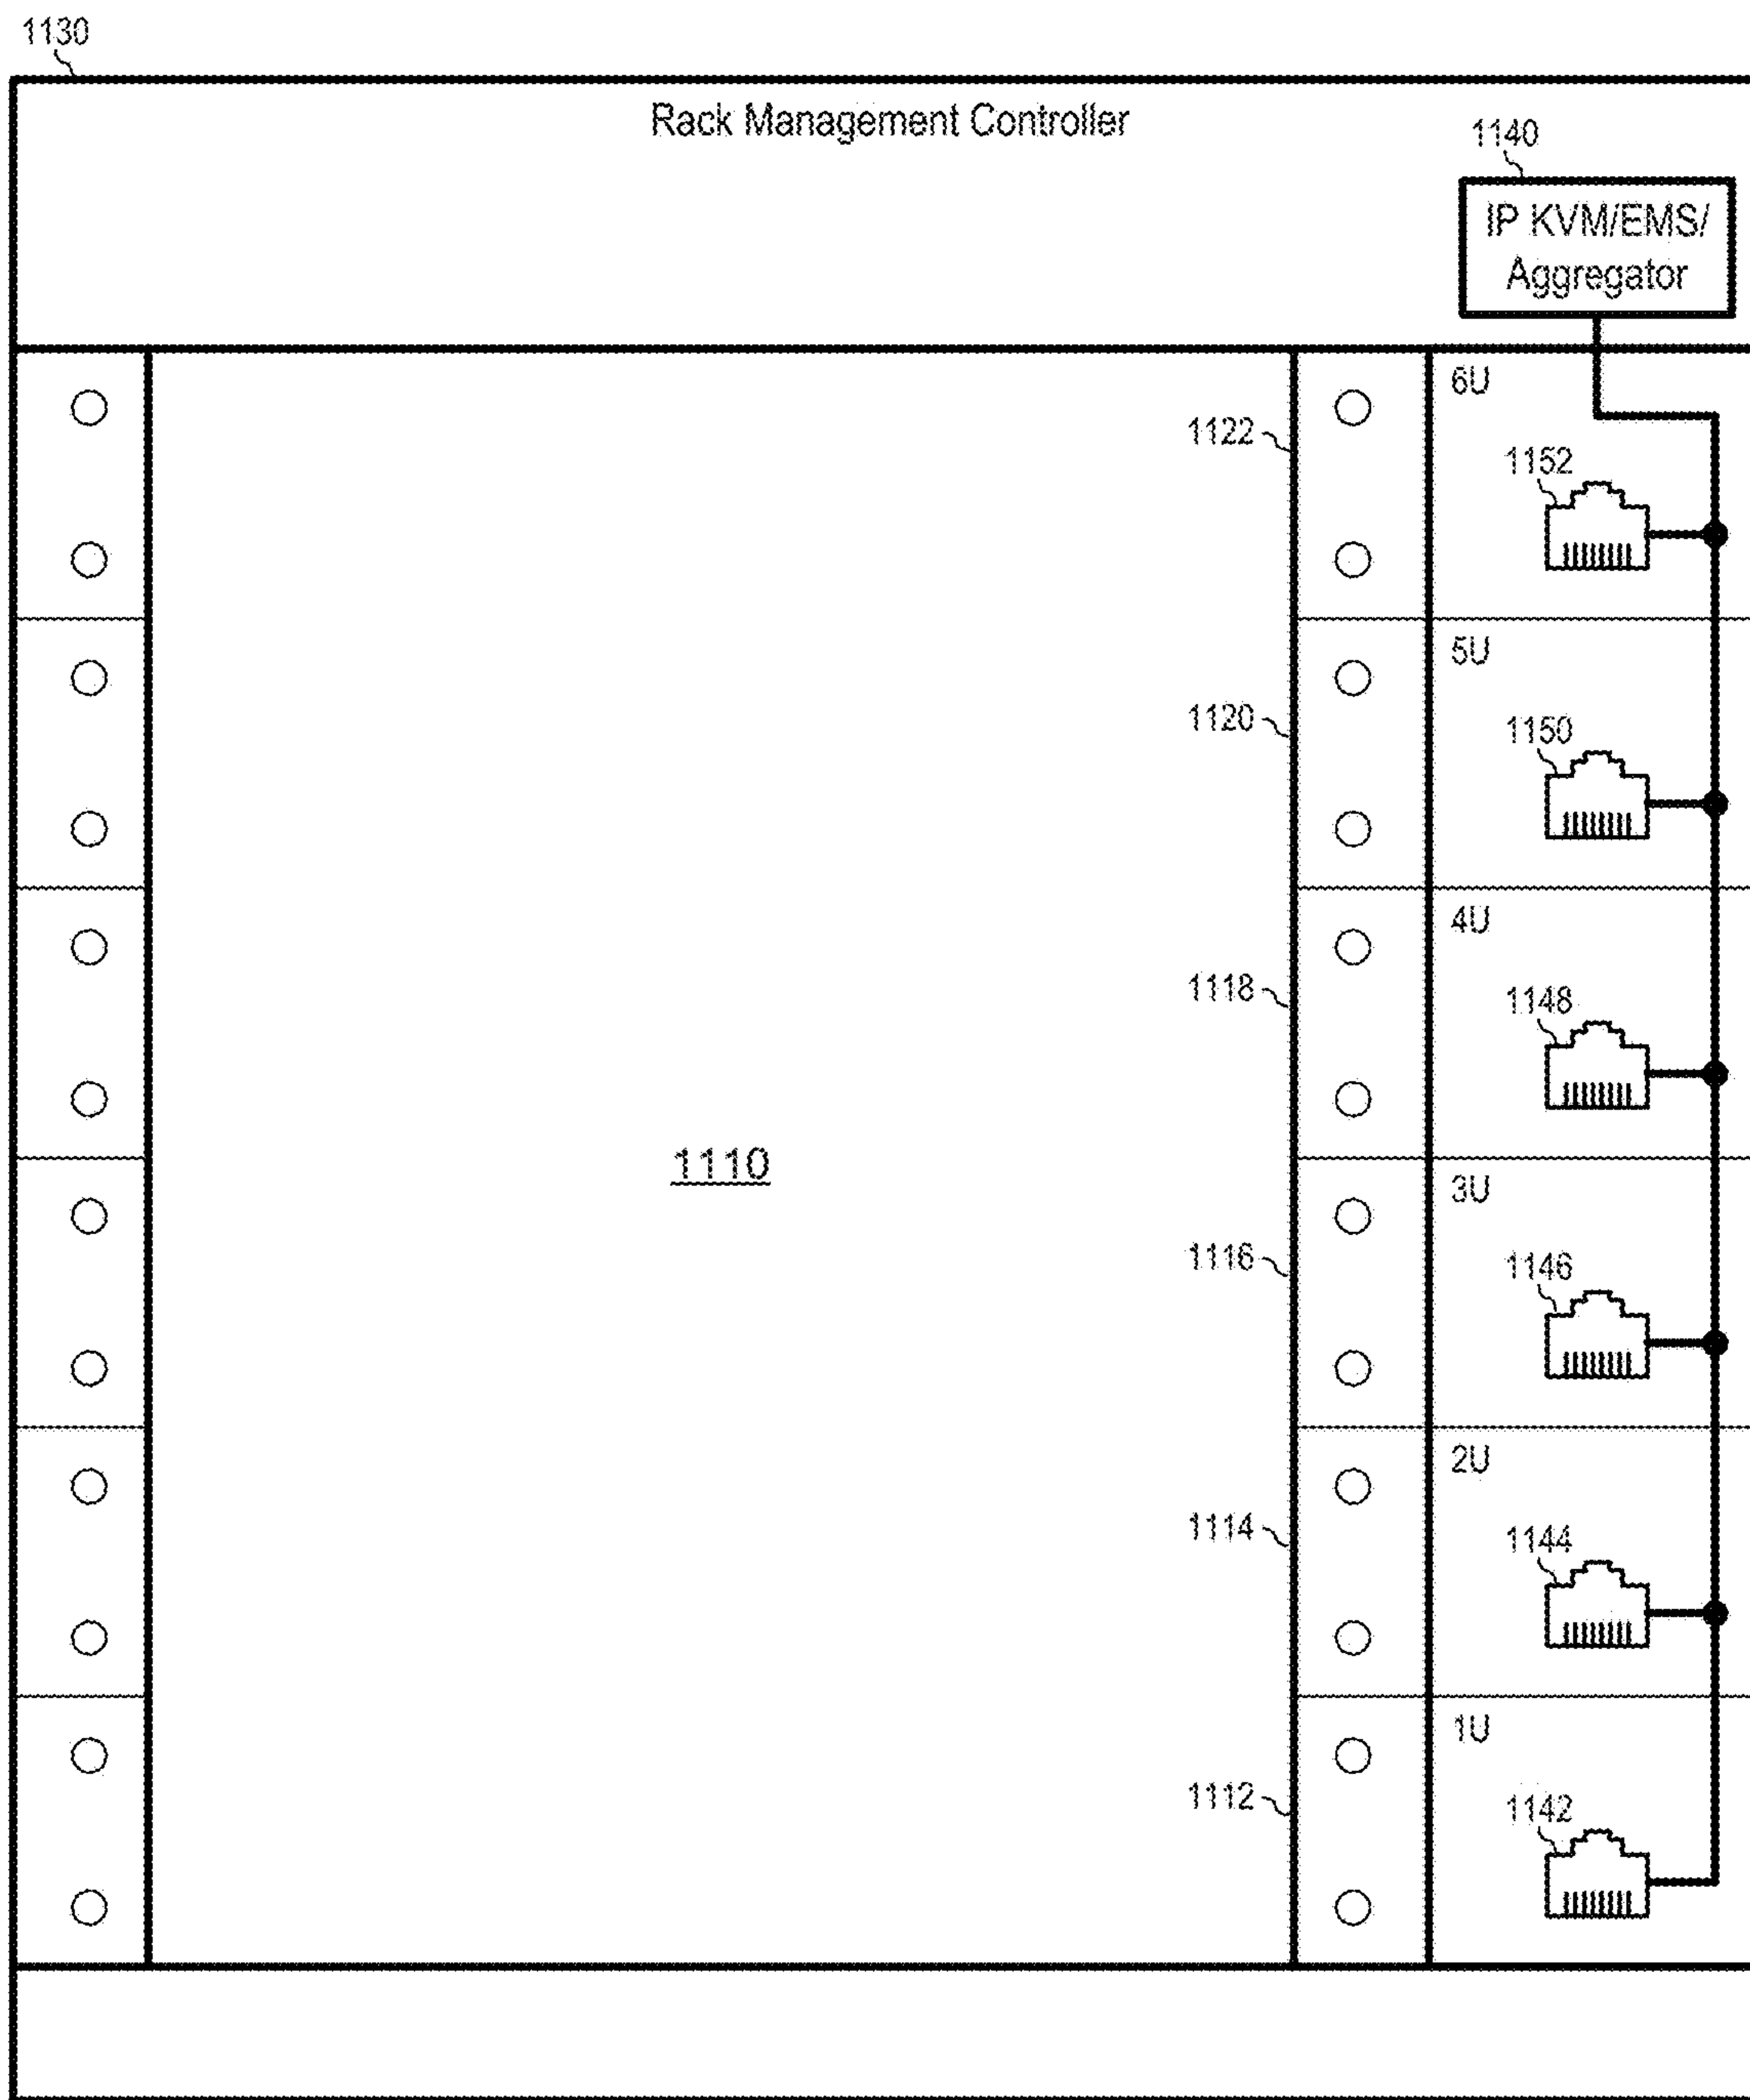 1130
Rack Management Controller
1140
IP KVM/EMS/
Aggregator
6U
1122
1152
5U
1120
1150
4U
1118
1148
1110
3U
1116
1146
2U
1114
1144
1U
1112
1142